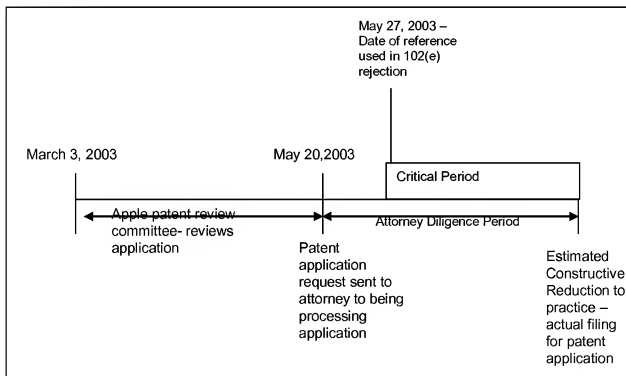 May 27, 2003 –
Date of reference
used in 102(e)
rejection
March 3, 2003
May 20,2003
Critical Period
Apple patent review
committee- reviews
application
Attorney Diligence Period
Patent
application
request sent to
attorney to being
processing
application
Estimated
Constructive
Reduction to
practice –
actual filing
for patent
application